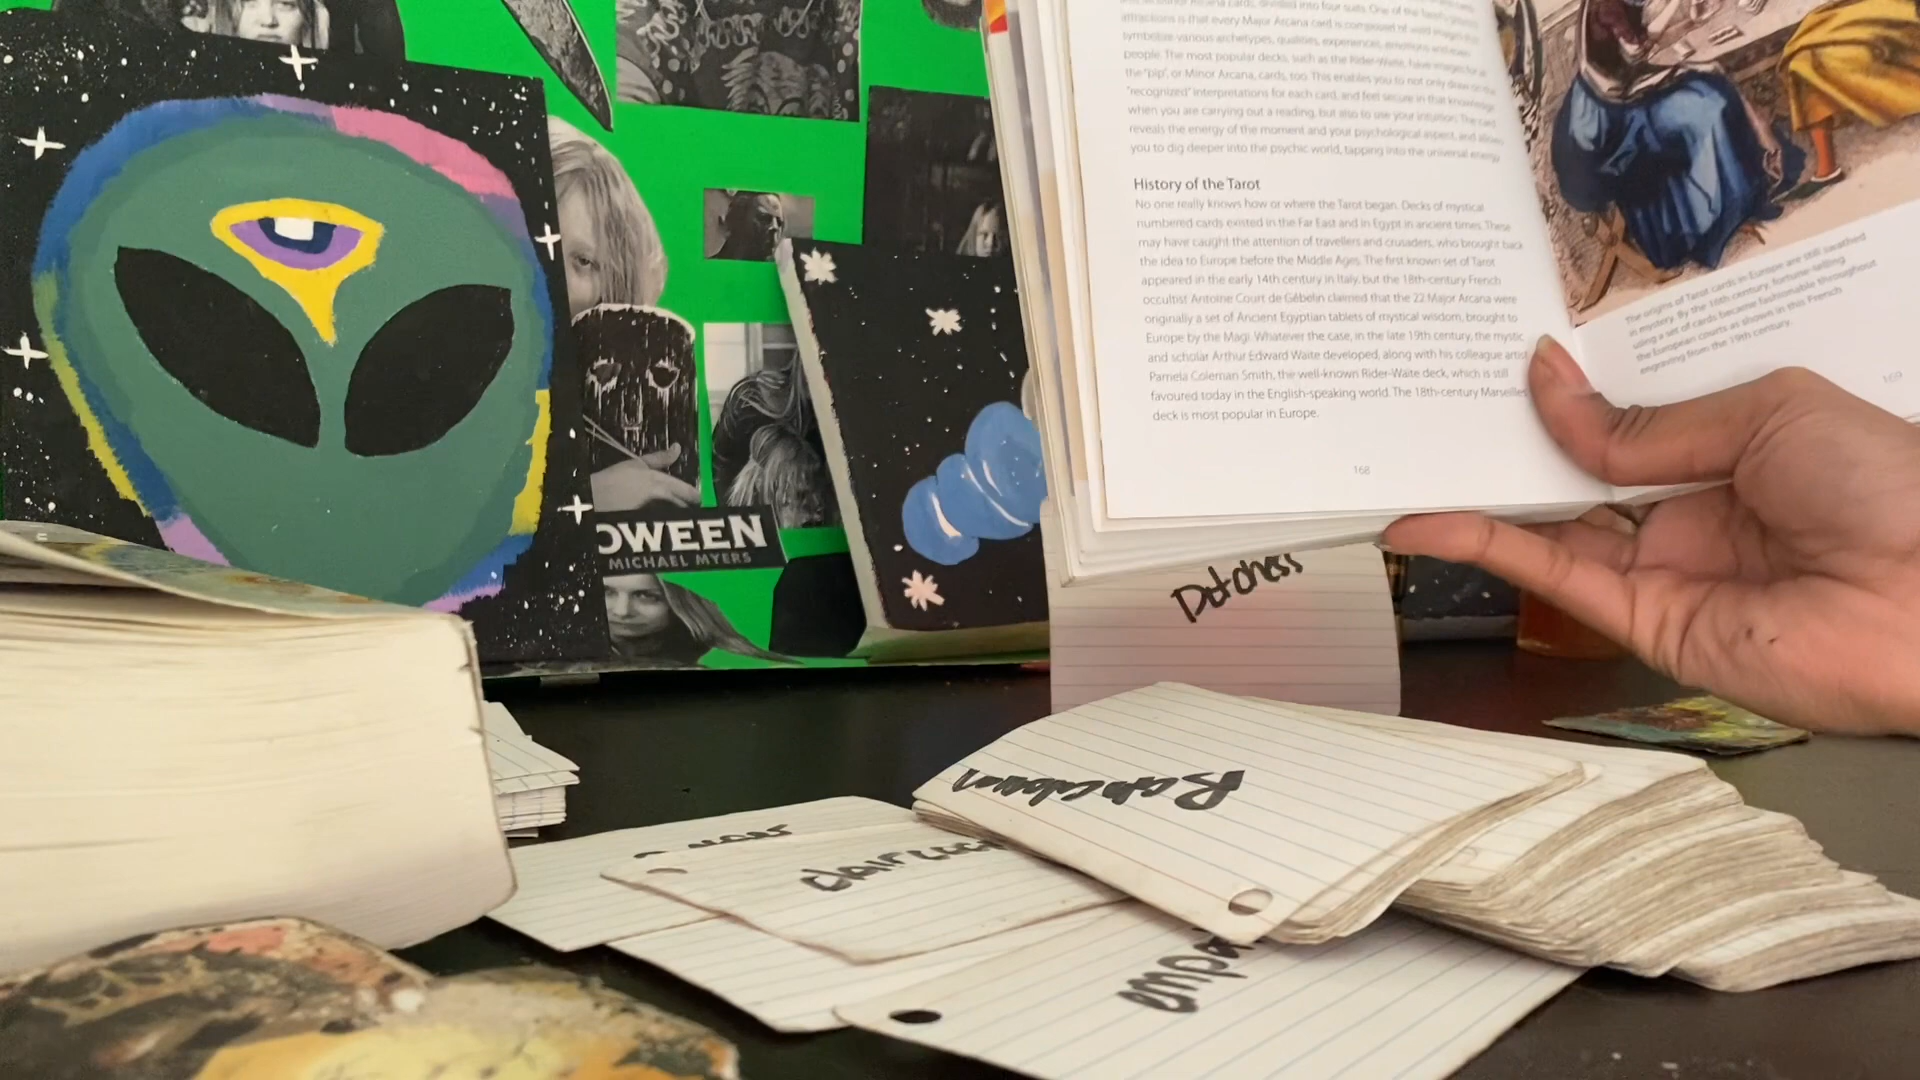 Arcana cards, divided into four suits. One of the Tarot's greatest
attractions is that every Major Arcana card is composed of vivid images that
symbolize various archetypes, qualities, experiences, emotions and even
people. The most popular decks, such as the Rider-Waite, have images for all
the "pip", or Minor Arcana, cards, too. This enables you to not only draw on the
"recognized" interpretations for each card, and feel secure in that knowledge
when you are carrying out a reading, but also to use your intuition. The card
reveals the energy of the moment and your psychological aspect, and allows
you to dig deeper into the psychic world, tapping into the universal energy.
History of the Tarot
No one really knows how or where the Tarot began. Decks of mystical
numbered cards existed in the Far East and in Egypt in ancient times. These
may have caught the attention of travellers and crusaders, who brought back
the idea to Europe before the Middle Ages. The first known set of Tarot
appeared in the early 14th century in Italy, but the 18th-century French
occultist Antoine Court de Gébelin claimed that the 22 Major Arcana were
originally a set of Ancient Egyptian tablets of mystical wisdom, brought to
Europe by the Magi. Whatever the case, in the late 19th century, the mystic
and scholar Arthur Edward Waite developed, along with his colleague artist
Pamela Coleman Smith, the well-known Rider-Waite deck, which is still
favoured today in the English-speaking world. The 18th-century Marseilles
deck is most popular in Europe.
168
The origins of Tarot cards in Europe are still swathed
in mystery. By the 16th century, fortune-telling
using a set of cards became fashionable throughout
the European courts as shown in this French
engraving from the 19th century.
169
OWEEN
MICHAEL MYERS
empa